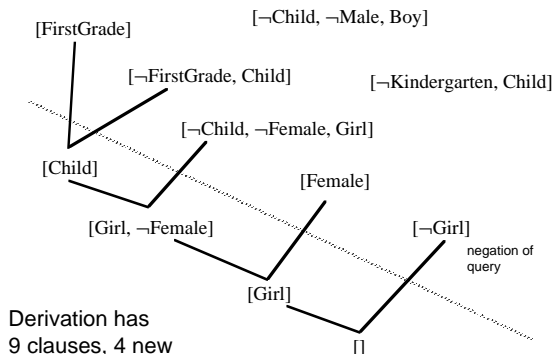 [FirstGrade]
[¬Child, ¬Male, Boy]
[¬FirstGrade, Child]
[¬Kindergarten, Child]
[¬Child, ¬Female, Girl]
[Child]
[Female]
[Girl, ¬Female]
[¬Girl]
negation of
query
[Girl]
Derivation has
9 clauses, 4 new
[]